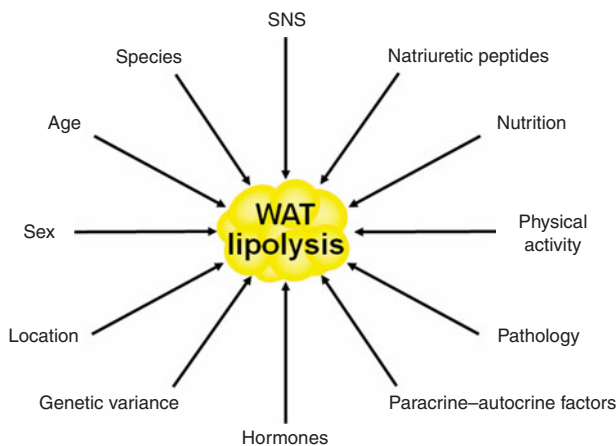 SNS
Species
Natriuretic peptides
Age
Nutrition
WAT
lipolysis
Sex
Physical
activity
Location
Pathology
Genetic variance
Paracrine–autocrine factors
Hormones